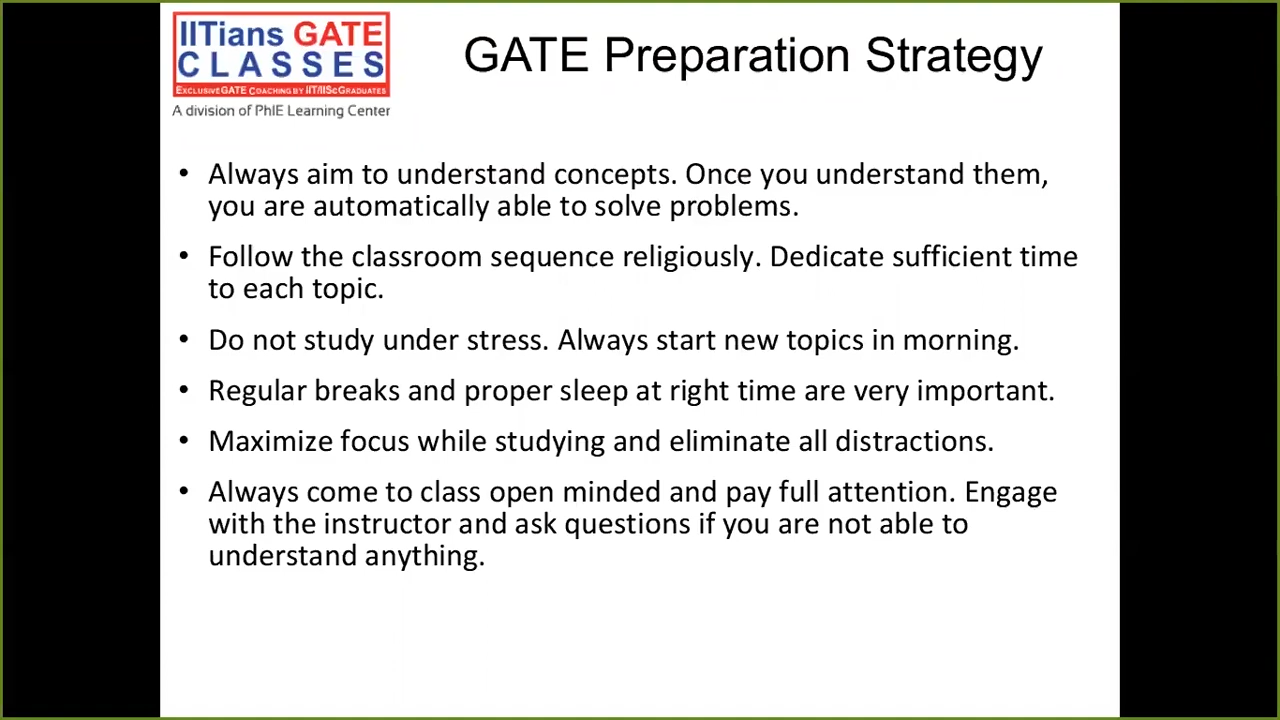 IITians GATE
CLASSES
EXCLUSIVE GATE COACHING BY IIT/IISc GRADUATES
A division of PhIE Learning Center
GATE Preparation Strategy
• Always aim to understand concepts. Once you understand them,
you are automatically able to solve problems.
• Follow the classroom sequence religiously. Dedicate sufficient time
to each topic.
• Do not study under stress. Always start new topics in morning.
• Regular breaks and proper sleep at right time are very important.
• Maximize focus while studying and eliminate all distractions.
• Always come to class open minded and pay full attention. Engage
with the instructor and ask questions if you are not able to
understand anything.